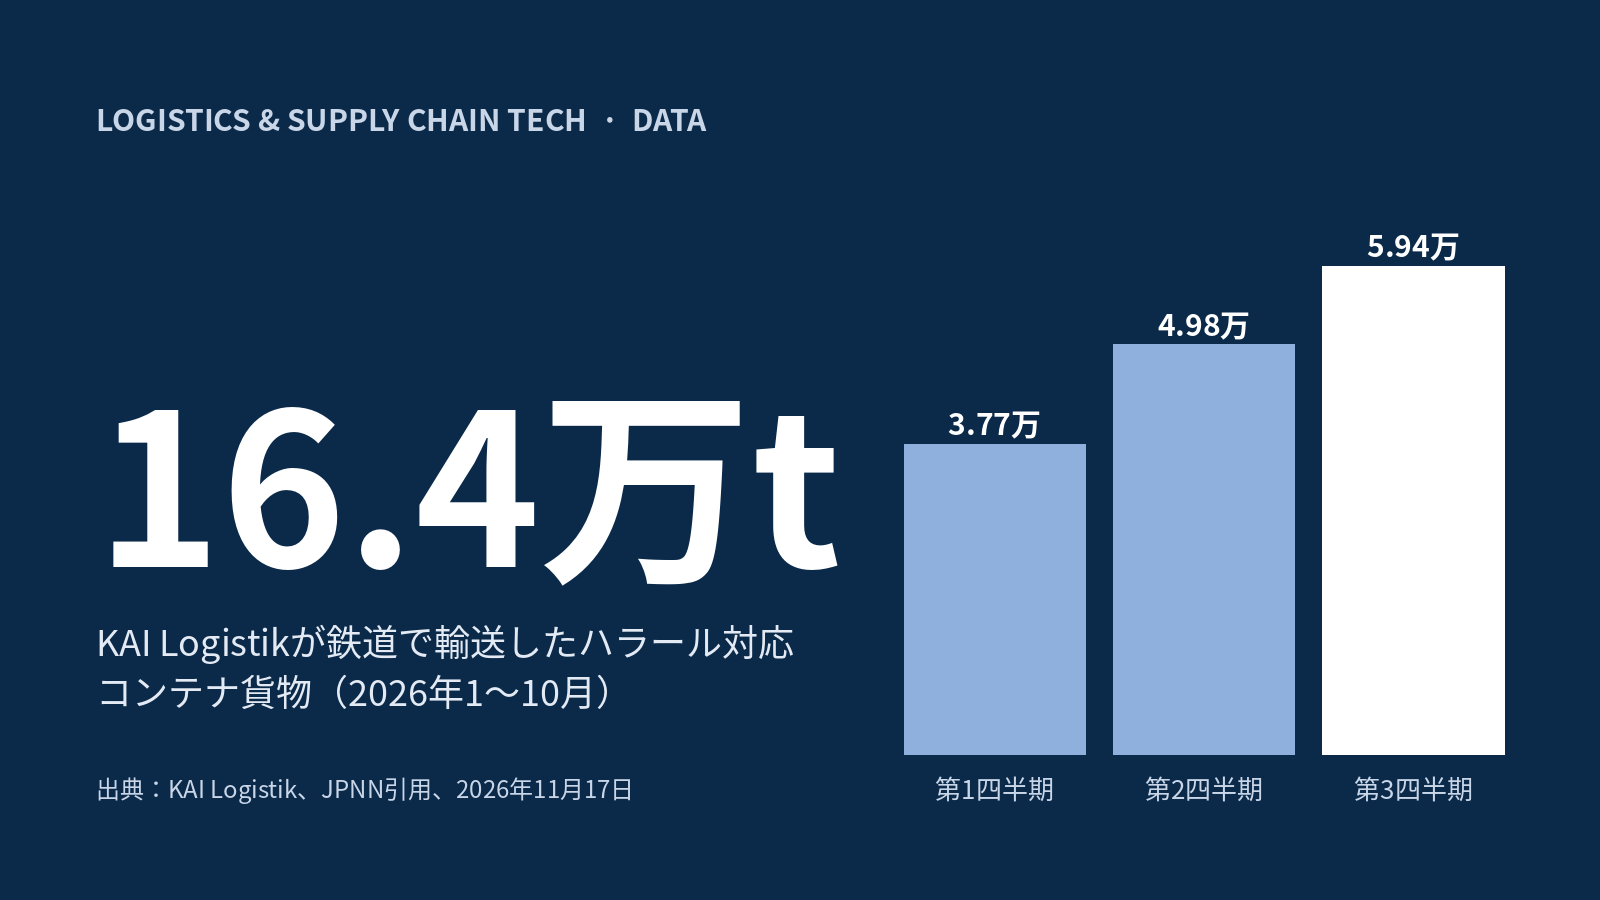 LOGISTICS & SUPPLY CHAIN TECH · DATA
16.4万t
KAI Logistikが鉄道で輸送したハラール対応
コンテナ貨物（2026年1〜10月）
出典：KAI Logistik、JPNN引用、2026年11月17日
3.77万
4.98万
5.94万
第1四半期
第2四半期
第3四半期